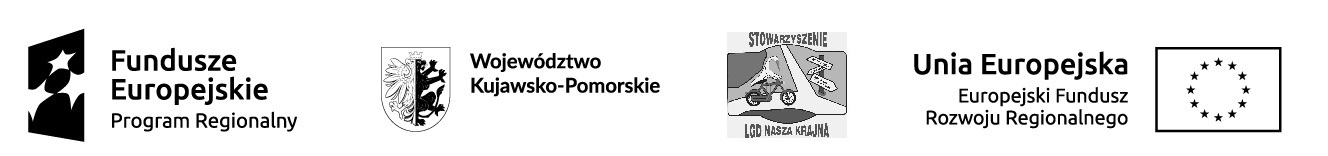 Fundusze
Europejskie
Program Regionalny
Województwo
Kujawsko-Pomorskie
STOWARZYSZENIE
LGD NASZA KRAJNA
Unia Europejska
Europejski Fundusz
Rozwoju Regionalnego